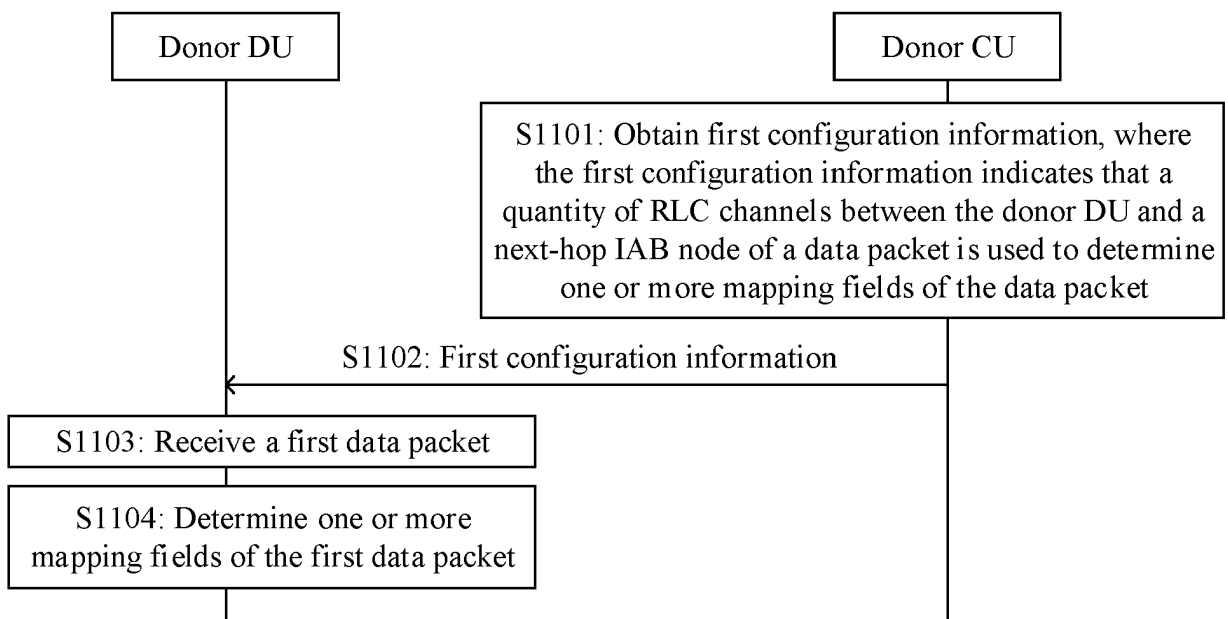 Donor DU
Donor CU
S1101: Obtain first configuration information, where
the first configuration information indicates that a
quantity of RLC channels between the donor DU and a
next-hop IAB node of a data packet is used to determine
one or more mapping fields of the data packet
S1102: First configuration information
S1103: Receive a first data packet
S1104: Determine one or more
mapping fields of the first data packet